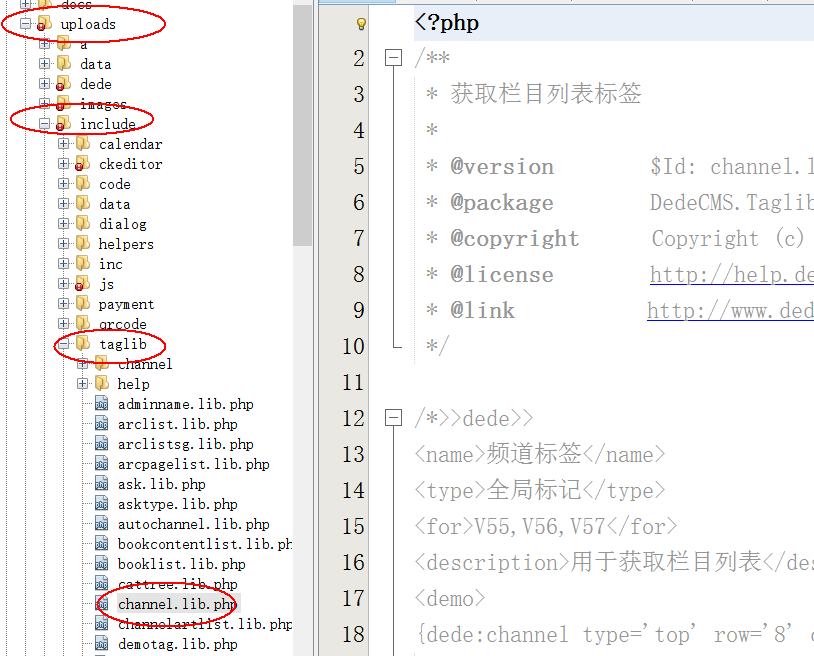 docs
uploads
a
data
dede
images
include
calendar
ckeditor
code
data
dialog
helpers
inc
js
payment
qrcode
taglib
channel
help
adminname.lib.php
arclist.lib.php
arclistsg.lib.php
arcpagelist.lib.php
ask.lib.php
asktype.lib.php
autochannel.lib.php
bookcontentlist.lib.ph
booklist.lib.php
cattree.lib.php
channel.lib.php
channelartlist.lib.php
demotag.lib.php
<?php
2 /**
3 * 获取栏目列表标签
4 *
5 * @version $Id: channel.l
6 * @package DedeCMS.Taglib
7 * @copyright Copyright (c)
8 * @license http://help.de
9 * @link http://www.ded
10 */
11
12 /*>>dede>>
13 <name>频道标签</name>
14 <type>全局标记</type>
15 <for>V55,V56,V57</for>
16 <description>用于获取栏目列表</des
17 <demo>
18 {dede:channel type='top' row='8' c